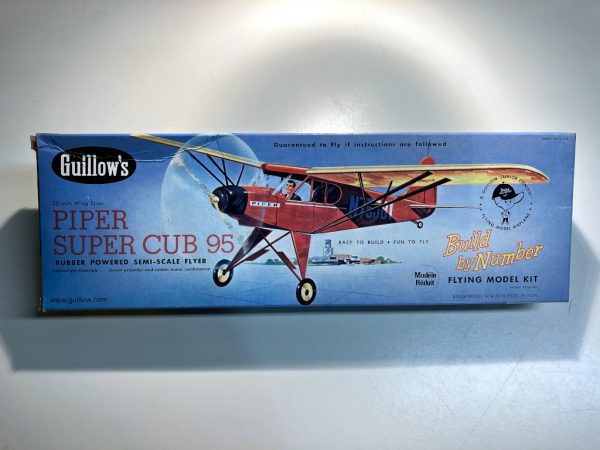 Guaranteed to Fly if instructions are followed
Guillow's
20-inch Wing Span
PIPER
SUPER CUB 95
RUBBER POWERED SEMI-SCALE FLYER
www.guillow.com
PIPER
EASY TO BUILD • FUN TO FLY
Modèle
Réduit
Build
by Number
FLYING MODEL KIT